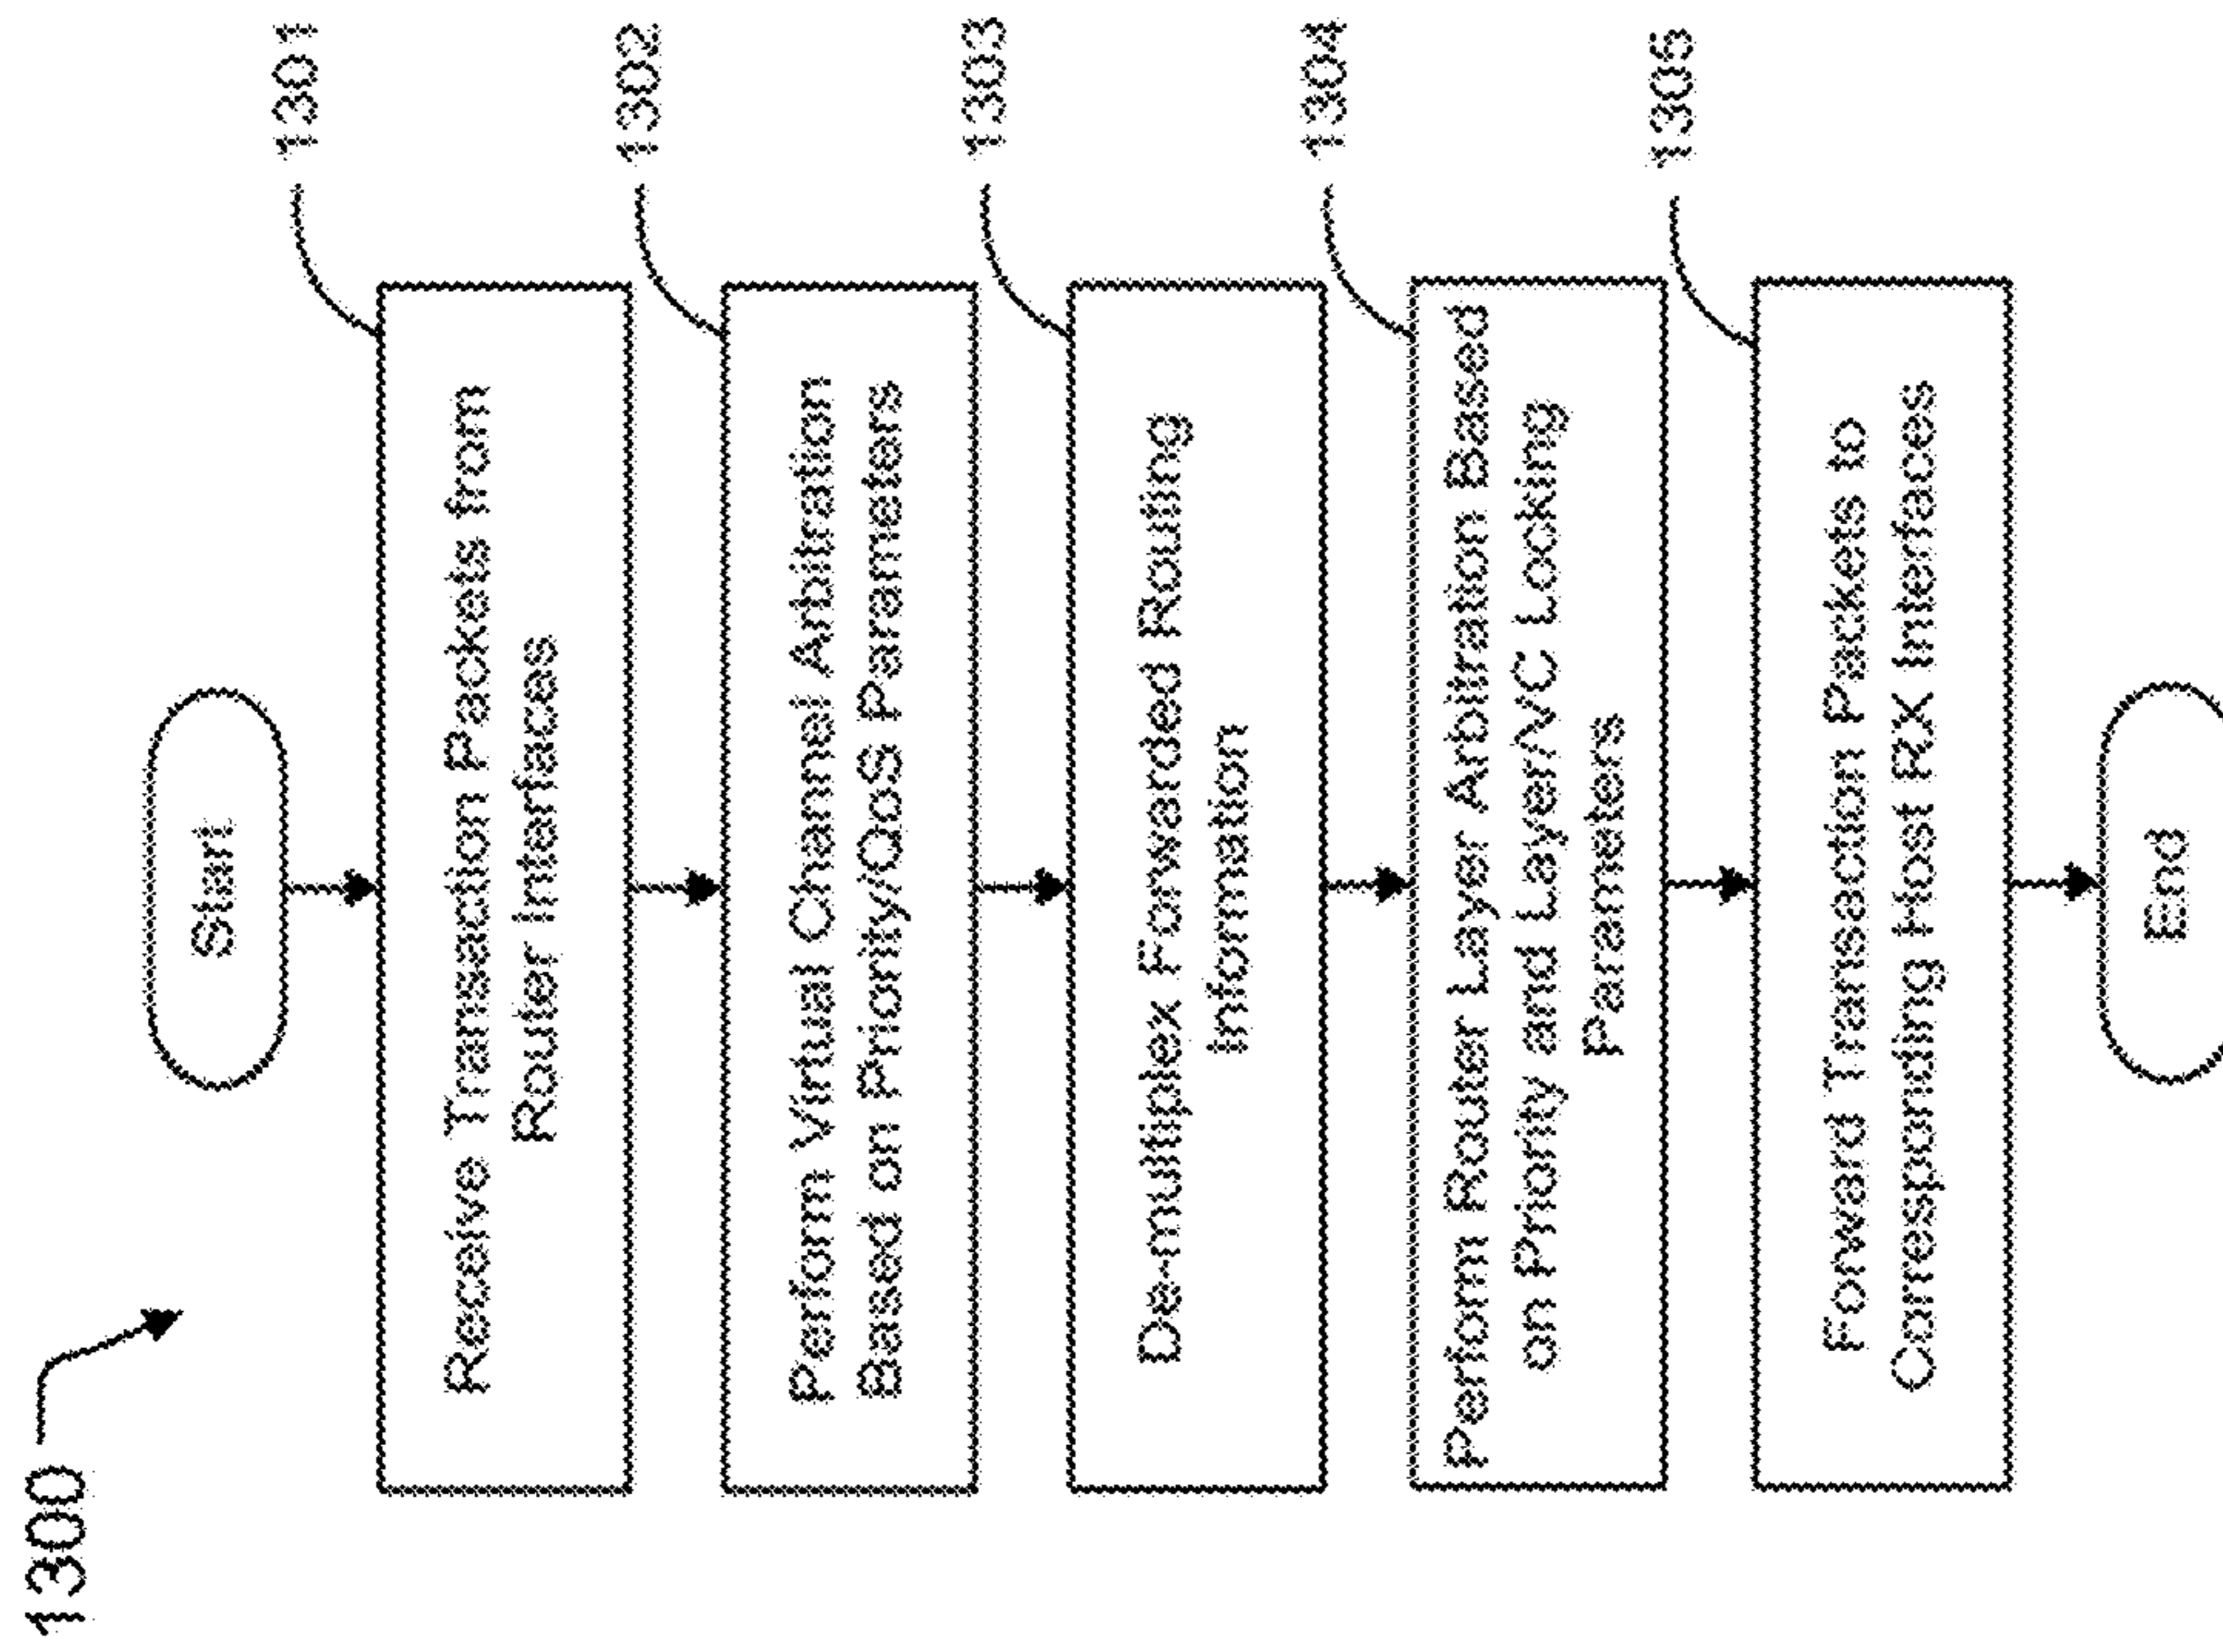 1300
Start
Receive Transaction Packets from
Router Interfaces
1301
Perform Virtual Channel Arbitration
Based on Priority/QoS Parameters
1302
De-multiplex Forwarded Routing
Information
1303
Perform Router Layer Arbitration Based
on Priority and Layer/VC Locking
Parameters
1304
Forward Transaction Packets to
Corresponding Host RX Interfaces
1305
End